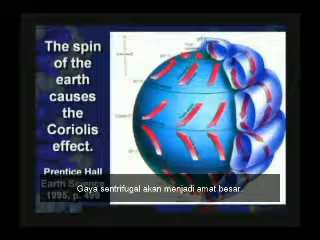 The spin
of the
earth
causes
the
Coriolis
effect.
Prentice Hall
Earth Science
1995, p. 499
Gaya sentrifugal akan menjadi amat besar.